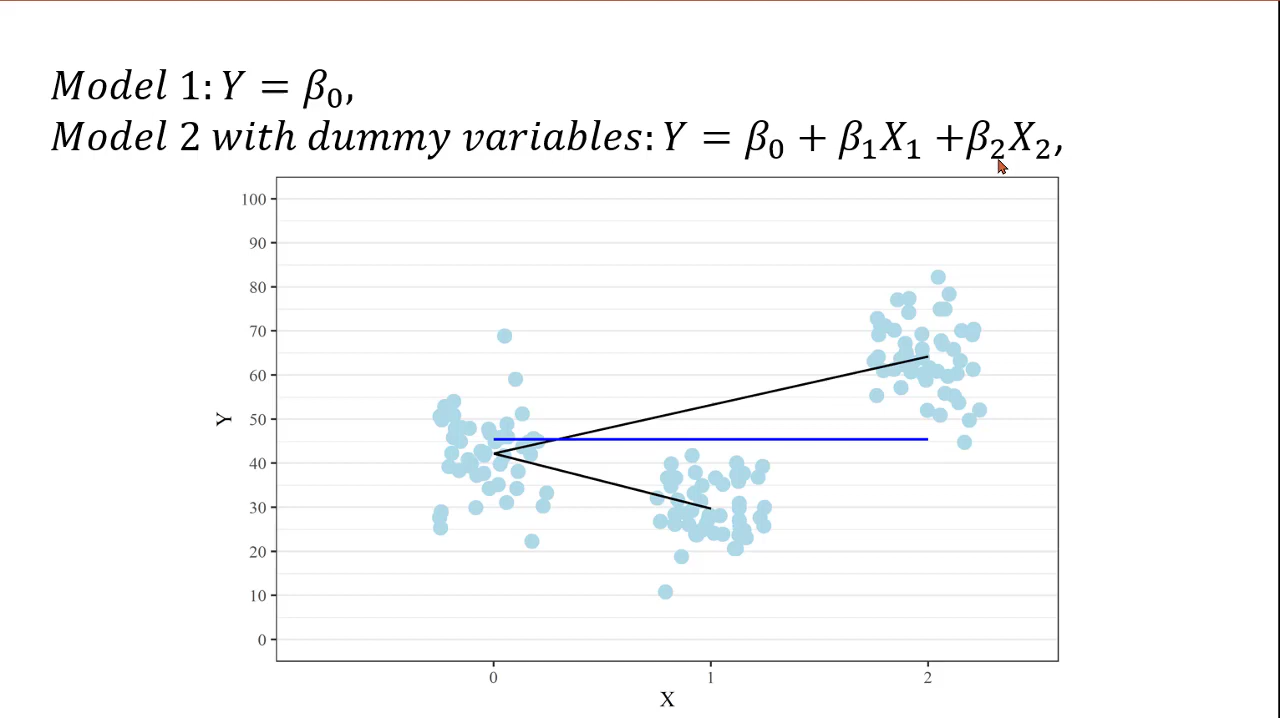 Model 1: Y = β₀,
Model 2 with dummy variables: Y = β₀ + β₁X₁ +β₂X₂,
100
90
80
70
60
50
40
30
20
10
0
Y
0 1 2
X